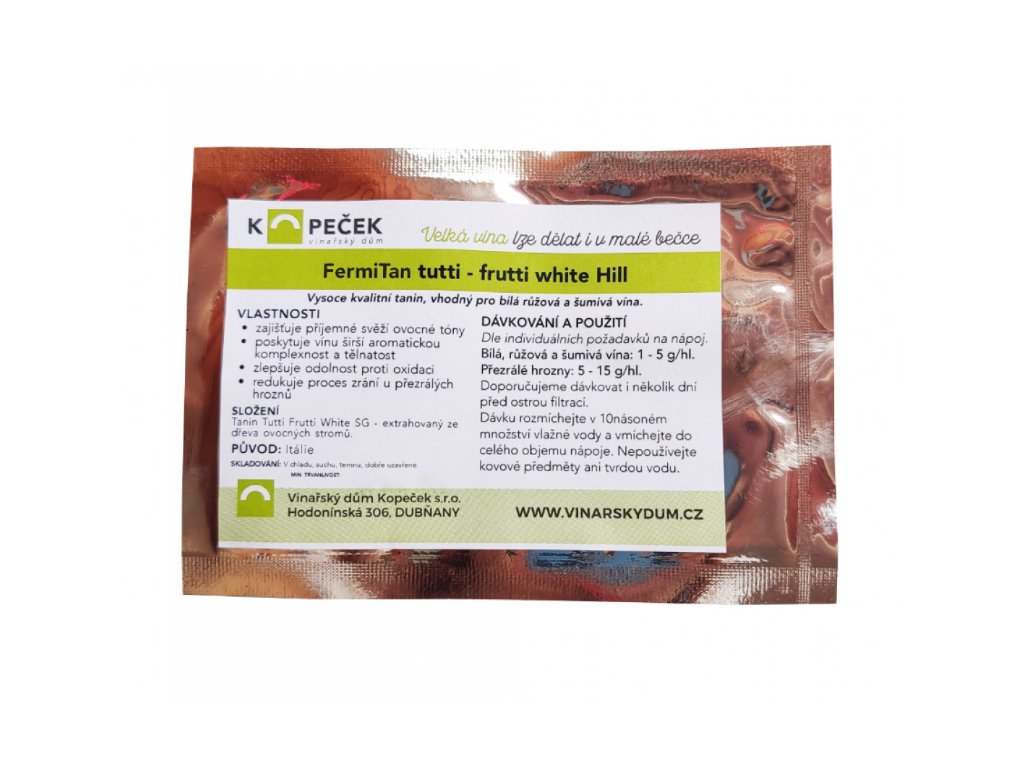 K PEČEK
vinařský dům
Velká vína lze dělat i v malé bečce
FermiTan tutti - frutti white Hill
Vysoce kvalitní tanin, vhodný pro bílá růžová a šumivá vína.
VLASTNOSTI
• zajišťuje příjemné svěží ovocné tóny
• poskytuje vínu širší aromatickou
komplexnost a tělnatost
• zlepšuje odolnost proti oxidaci
• redukuje proces zrání u přezrálých
hroznů
SLOŽENÍ
Tanin Tutti Frutti White SG - extrahovaný ze
dřeva ovocných stromů.
PŮVOD: Itálie
SKLADOVÁNÍ: V chladu, suchu, temnu, dobře uzavřené.
MIN. TRVANLIVOST:
DÁVKOVÁNÍ A POUŽITÍ
Dle individuálních požadavků na nápoj.
Bílá, růžová a šumivá vína: 1 - 5 g/hl.
Přezrálé hrozny: 5 - 15 g/hl.
Doporučujeme dávkovat i několik dní
před ostrou filtrací.
Dávku rozmíchejte v 10násoném
množství vlažné vody a vmíchejte do
celého objemu nápoje. Nepoužívejte
kovové předměty ani tvrdou vodu.
Vinařský dům Kopeček s.r.o.
Hodonínská 306, DUBŇANY
WWW.VINARSKYDUM.CZ